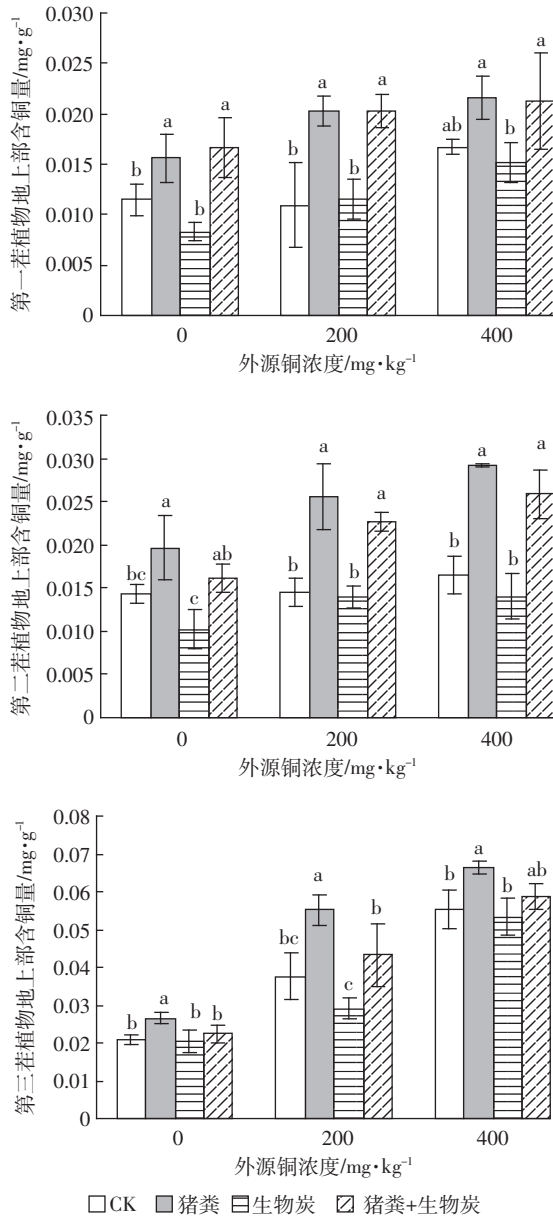 第一茬植物地上部含铜量/mg·g⁻¹
0.030
0.025
0.020
0.015
0.010
0.005
0
b a b a
b a b a
ab a b a
0 200 400
外源铜浓度/mg·kg⁻¹
第二茬植物地上部含铜量/mg·g⁻¹
0.035
0.030
0.025
0.020
0.015
0.010
0.005
0
bc a c ab
b a b a
b a b a
0 200 400
外源铜浓度/mg·kg⁻¹
第三茬植物地上部含铜量/mg·g⁻¹
0.08
0.07
0.06
0.05
0.04
0.03
0.02
0.01
0
b a b b
bc a c b
b a b ab
0 200 400
外源铜浓度/mg·kg⁻¹
CK 猪粪 生物炭 猪粪+生物炭